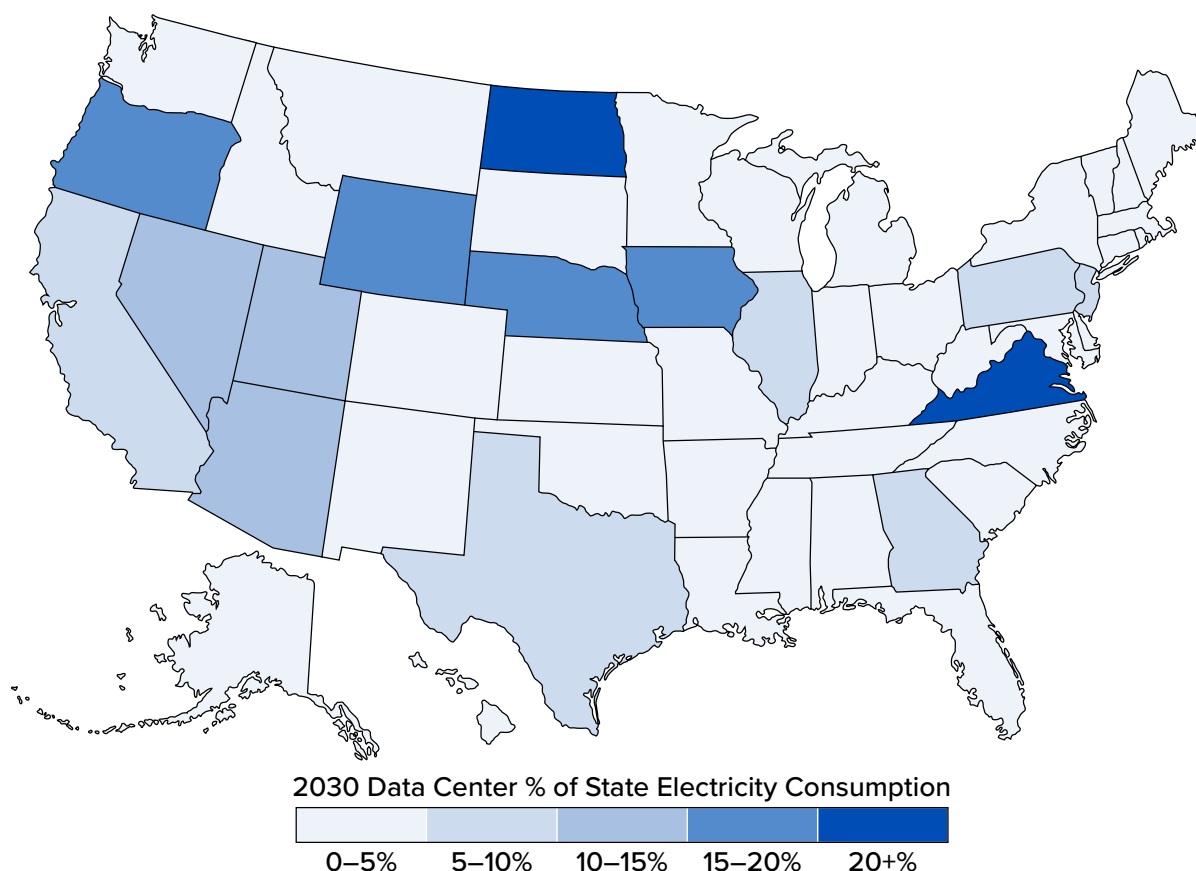 2030 Data Center % of State Electricity Consumption
0–5% 5–10% 10–15% 15–20% 20+%